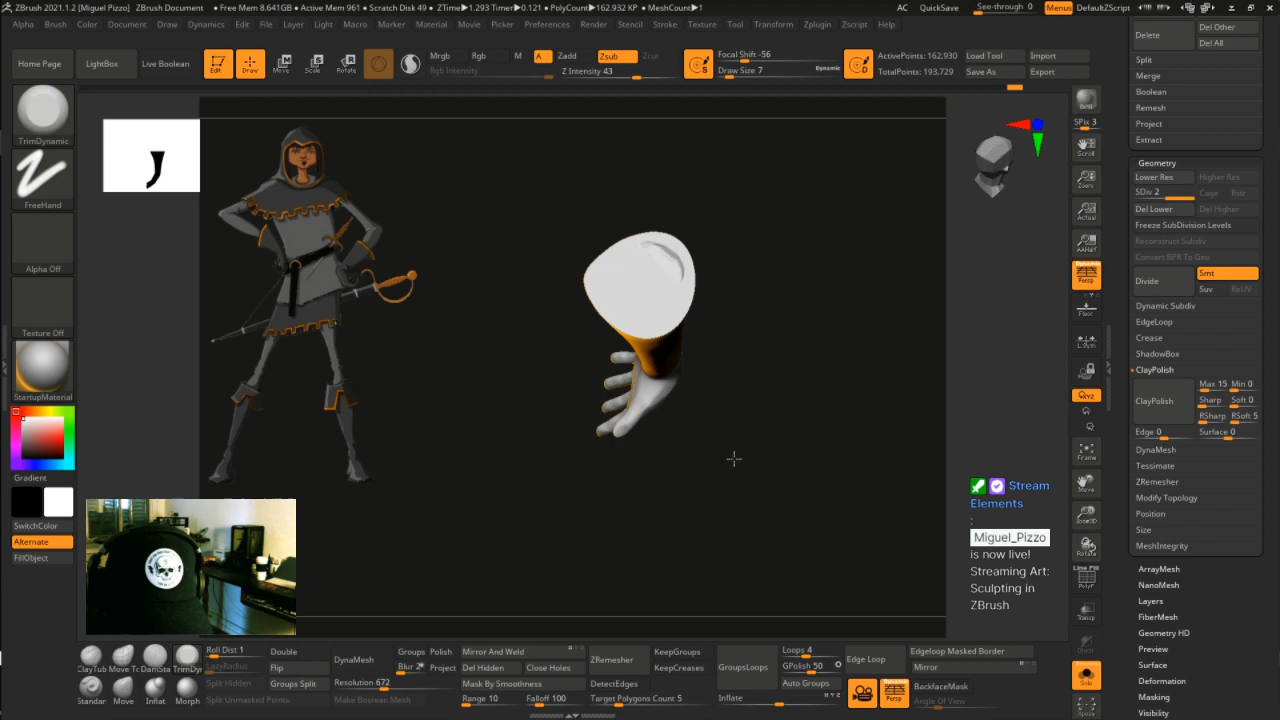 ZBrush 2021.1.2 [Miguel Pizzo]
ZBrush Document
• Free Mem 8.641GB • Active Mem 961 • Scratch Disk 49 • ZTime▶1.293 Timer▶0.121 • PolyCount▶162.932 KP • MeshCount▶1
AC
QuickSave
See-through 0
Menus
DefaultZScript
Alpha
Brush
Color
Document
Draw
Dynamics
Edit
File
Layer
Light
Macro
Marker
Material
Movie
Picker
Preferences
Render
Stencil
Stroke
Texture
Tool
Transform
Zplugin
Zscript
Help
Home Page
LightBox
Live Boolean
Edit
Draw
Move
Scale
Rotate
Mrgb
Rgb
M
A
Zadd
Zsub
Rgb Intensity
Z Intensity 43
Focal Shift -56
Draw Size 7
Dynamic
S
D
ActivePoints: 162,930
TotalPoints: 193,729
Load Tool
Import
Save As
Export
TrimDynamic
FreeHand
Alpha Off
Texture Off
StartupMaterial
Gradient
SwitchColor
Alternate
FillObject
BPR
SPix 3
Scroll
Zoom
Actual
AAHalf
Dynamic
Persp
Floor
L.Sym
XYZ
Frame
Move
Zoom3D
Rotate
Line Fill
PolyF
Transp
Ghost
Dynamic
Solo
Xpose
Delete
Del Other
Del All
Split
Merge
Boolean
Remesh
Project
Extract
Geometry
Lower Res
Higher Res
SDiv 2
Cage
Rstr
Del Lower
Del Higher
Freeze SubDivision Levels
Reconstruct Subdiv
Convert BPR To Geo
Divide
Smt
Suv
ReUV
Dynamic Subdiv
EdgeLoop
Crease
ShadowBox
ClayPolish
ClayPolish
Max 15
Min 0
Sharp
Soft 0
RSharp
RSoft 5
Edge 0
Surface 0
DynaMesh
Tessimate
ZRemesher
Modify Topology
Position
Size
MeshIntegrity
ArrayMesh
NanoMesh
Layers
FiberMesh
Geometry HD
Preview
Surface
Deformation
Masking
Visibility
Stream
Elements
:
Miguel_Pizzo
is now live!
Streaming Art:
Sculpting in
ZBrush
ClayTub
Move To
DamSta
TrimDy
Standar
Move
Inflat
Morph
Roll Dist 1
LazyRadius
Split Hidden
Split Unmasked Points
Double
Flip
Groups Split
DynaMesh
Groups
Polish
Blur 2
Project
Resolution 672
Make Boolean Mesh
Mirror And Weld
Del Hidden
Close Holes
Mask By Smoothness
Range 10
Falloff 100
ZRemesher
KeepGroups
KeepCreases
DetectEdges
Target Polygons Count 5
GroupsLoops
Loops 4
GPolish 50
Auto Groups
Inflate
Edge Loop
Edgeloop Masked Border
Mirror
BackfaceMask
Angle Of View